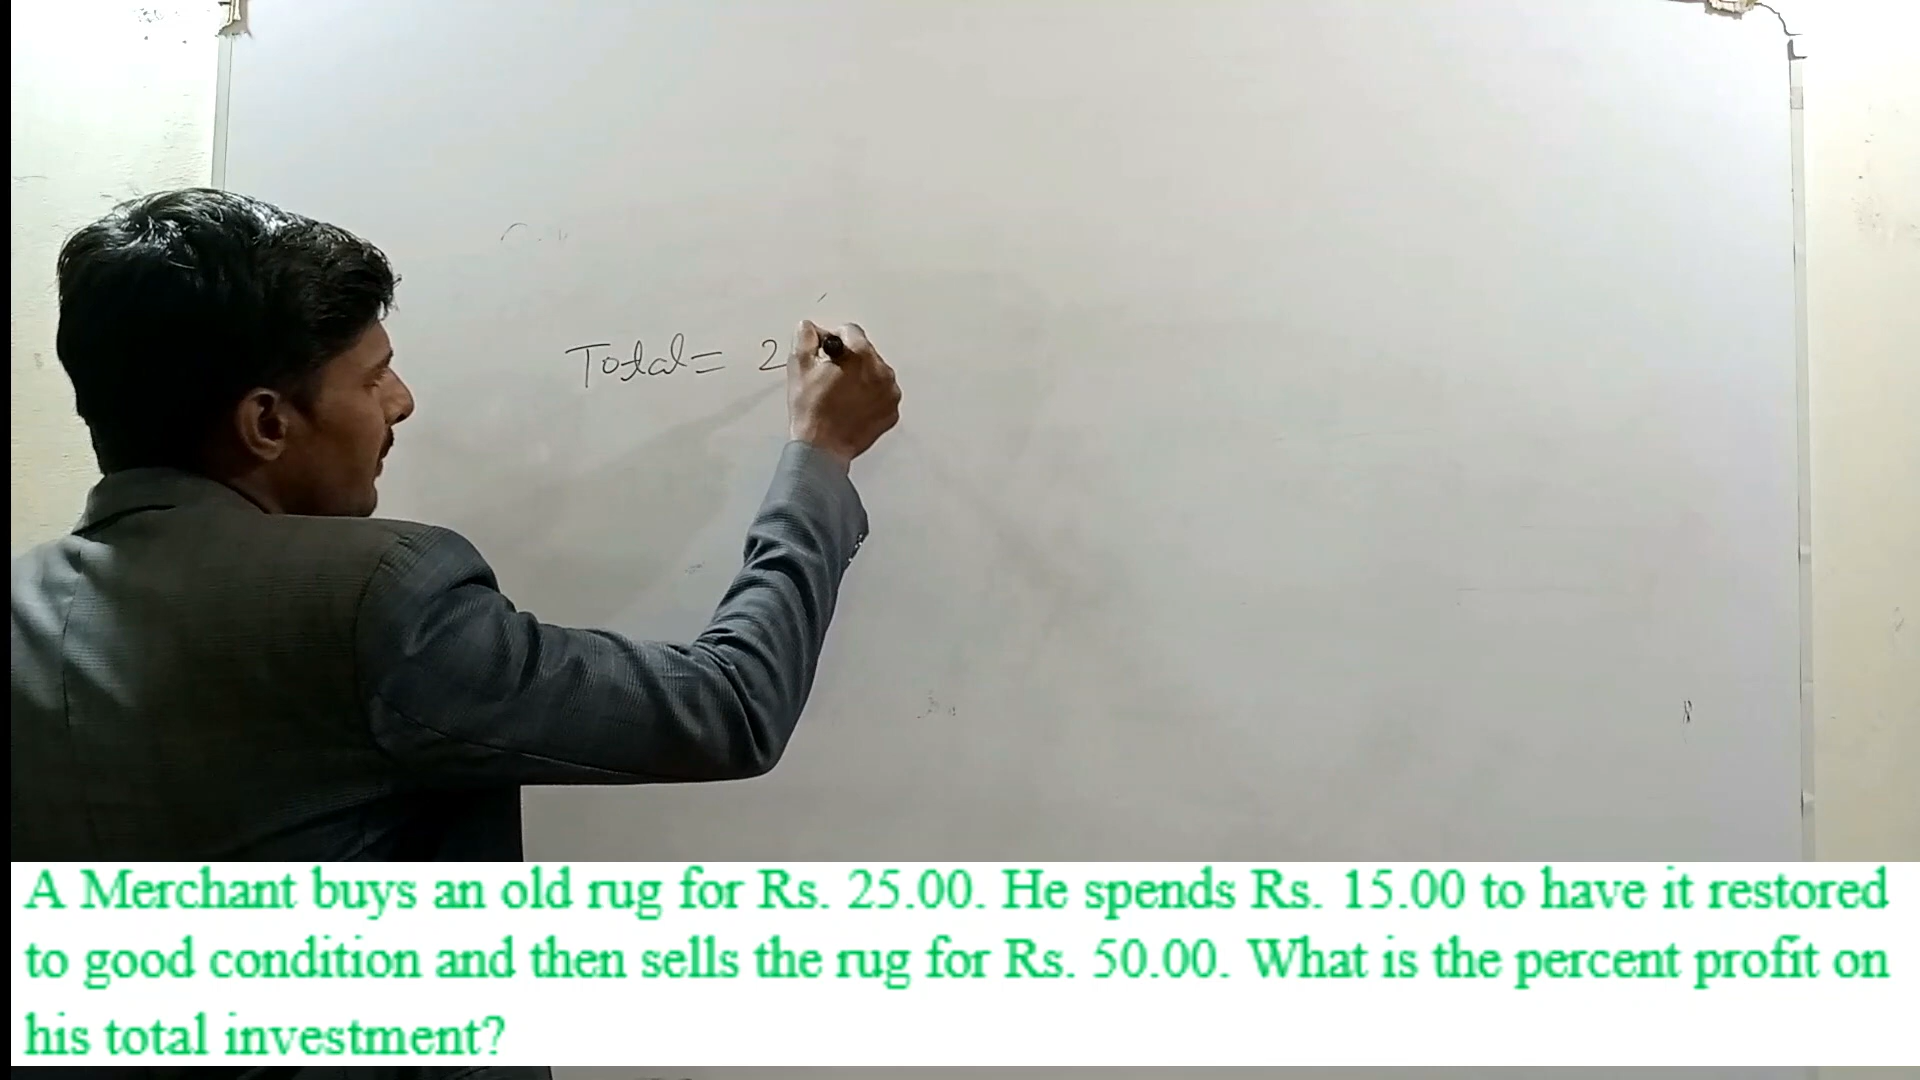 Total = 2
A Merchant buys an old rug for Rs. 25.00. He spends Rs. 15.00 to have it restored
to good condition and then sells the rug for Rs. 50.00. What is the percent profit on
his total investment?